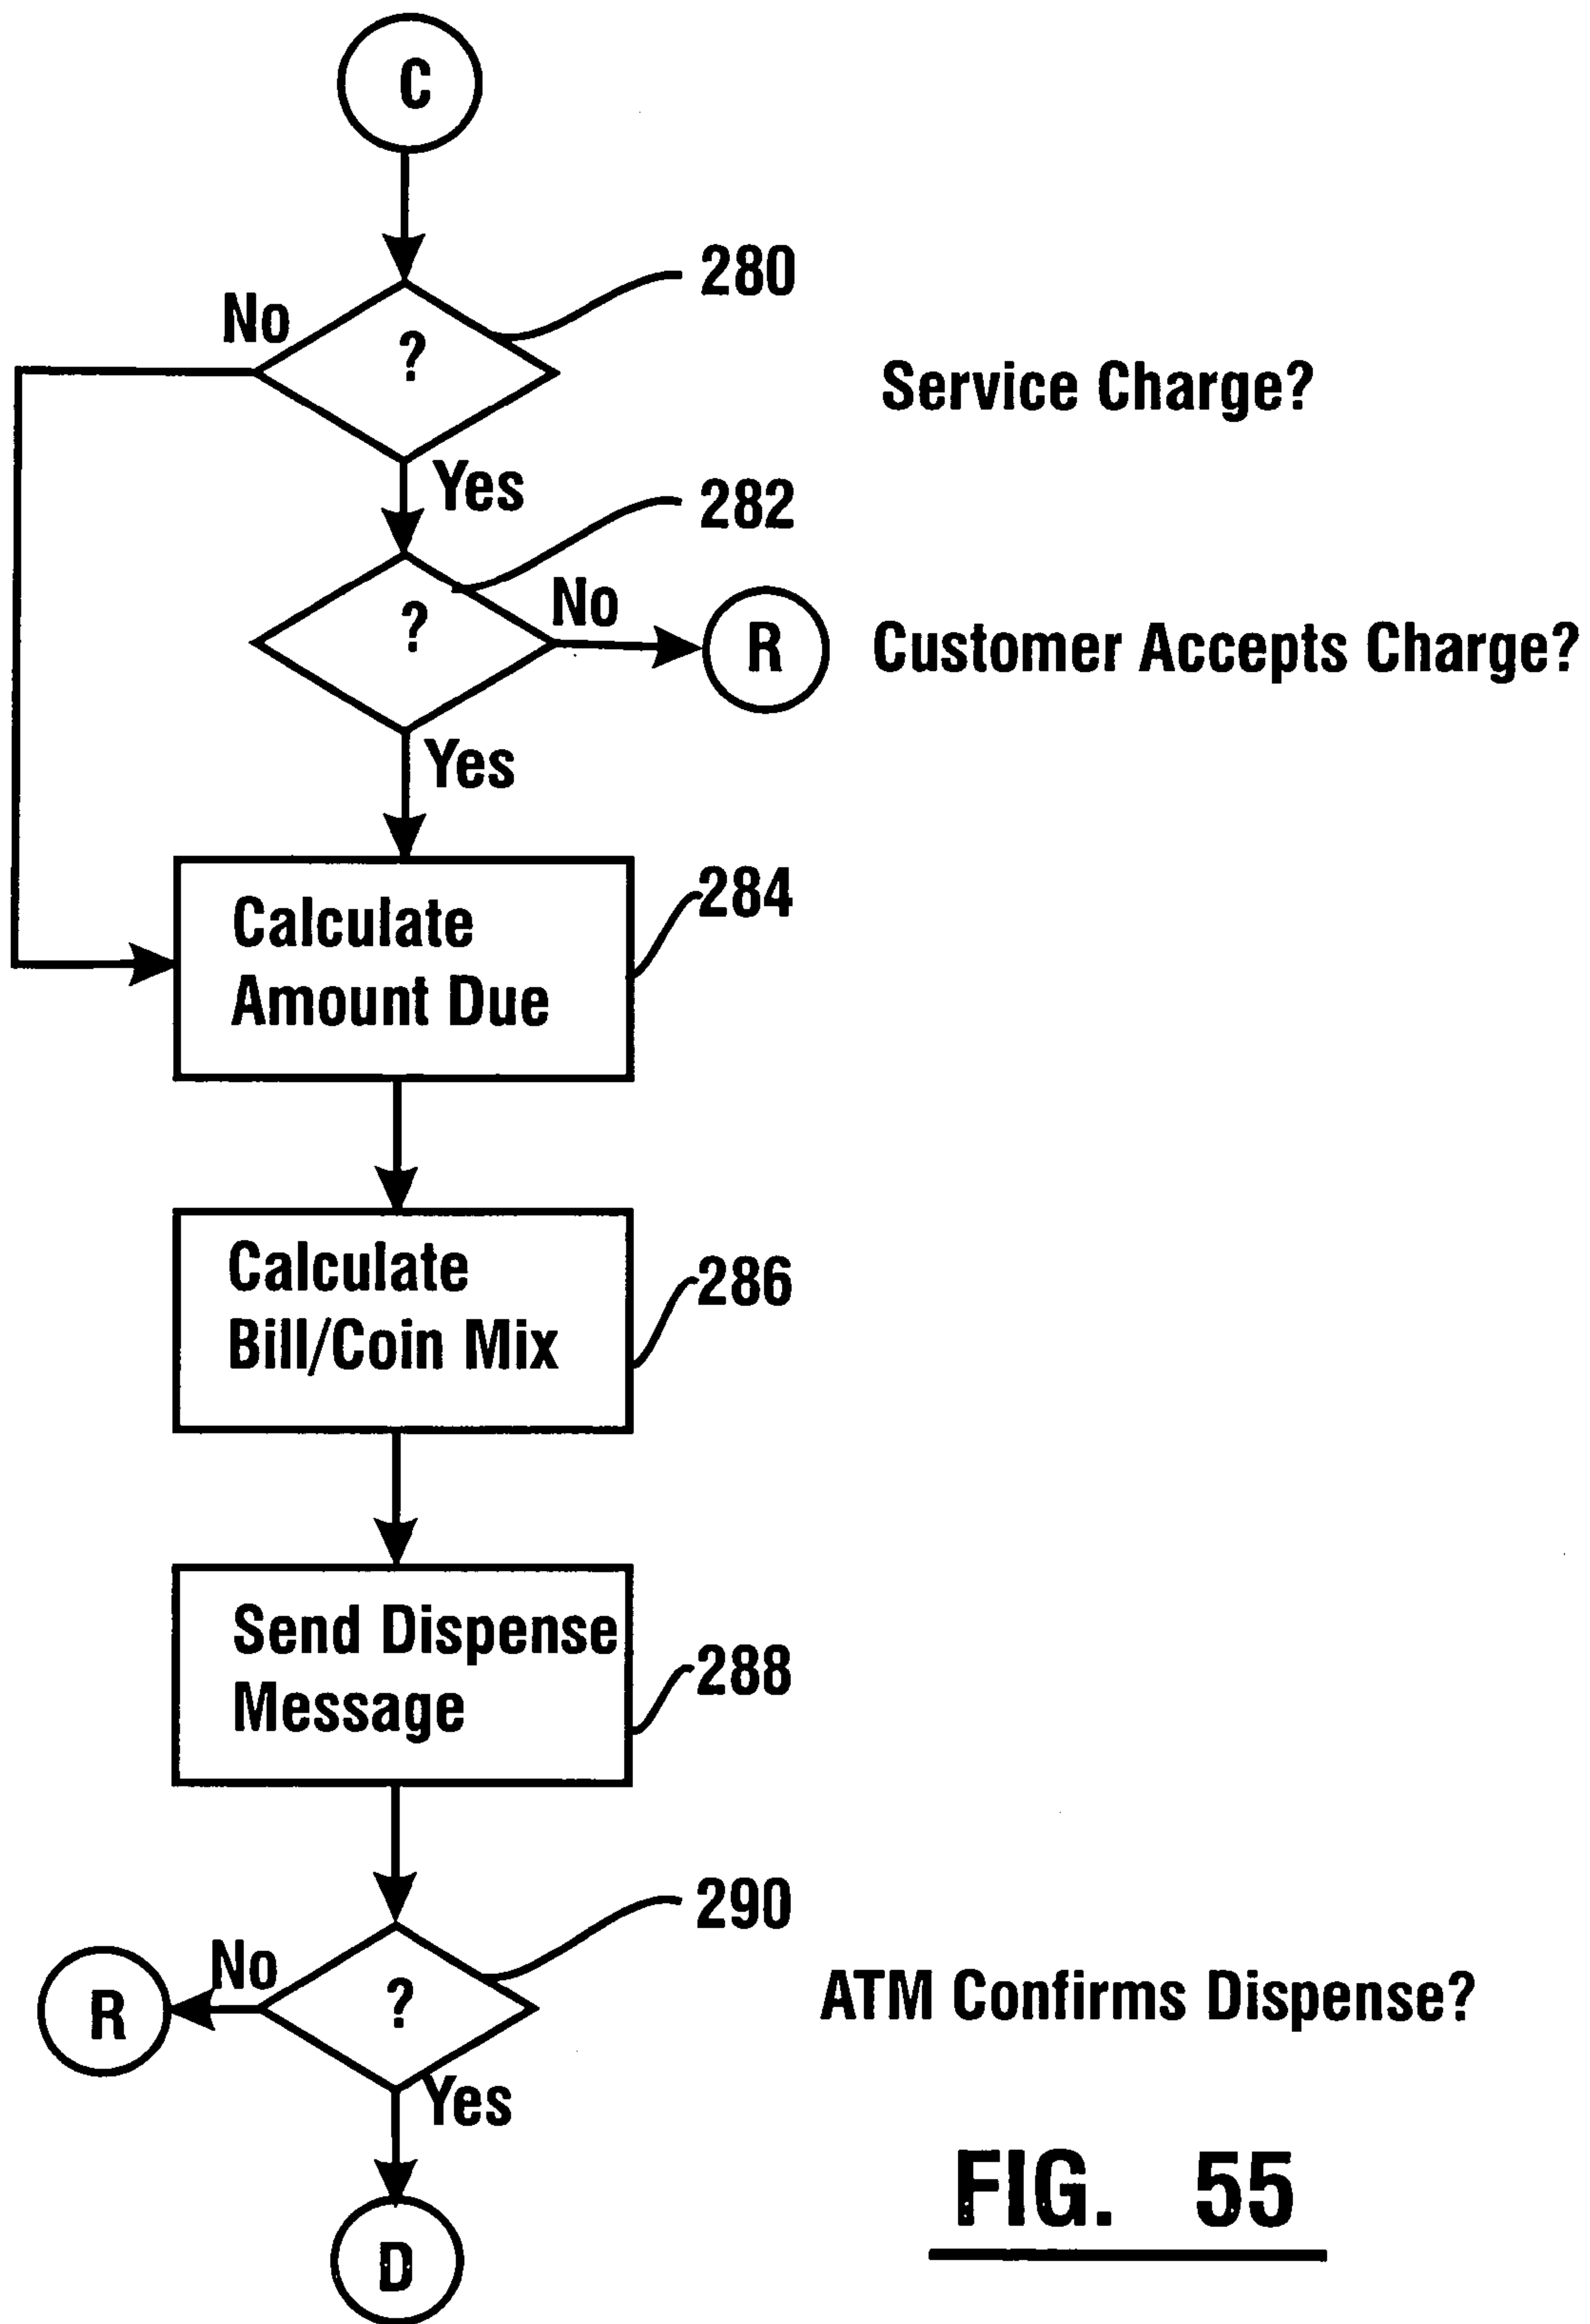 C
280
No
?
Service Charge?
Yes
282
?
No
R
Customer Accepts Charge?
Yes
Calculate
Amount Due
284
Calculate
Bill/Coin Mix
286
Send Dispense
Message
288
290
R
No
?
ATM Confirms Dispense?
Yes
D
FIG. 55